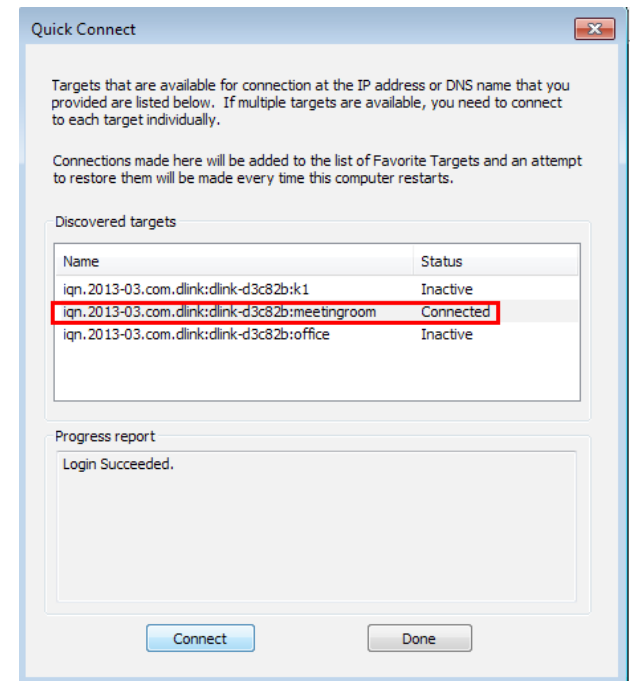 Quick Connect
Targets that are available for connection at the IP address or DNS name that you
provided are listed below.  If multiple targets are available, you need to connect
to each target individually.
Connections made here will be added to the list of Favorite Targets and an attempt
to restore them will be made every time this computer restarts.
Discovered targets
Name Status
iqn.2013-03.com.dlink:dlink-d3c82b:k1 Inactive
iqn.2013-03.com.dlink:dlink-d3c82b:meetingroom Connected
iqn.2013-03.com.dlink:dlink-d3c82b:office Inactive
Progress report
Login Succeeded.
Connect Done